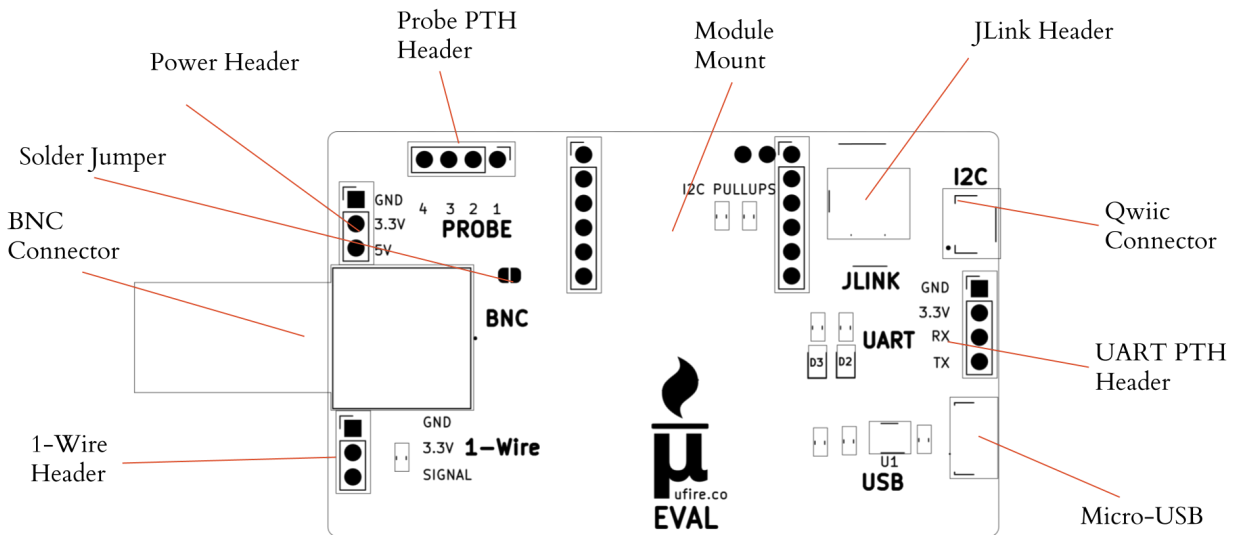 Probe PTH
Header
Module
Mount
JLink Header
Power Header
Solder Jumper
BNC
Connector
I2C
I2C PULLUPS
GND
3.3V
5V
4 3 2 1
PROBE
Qwiic
Connector
JLINK
GND
3.3V
RX
TX
UART
BNC
D3
D2
UART PTH
Header
1-Wire
Header
GND
3.3V
SIGNAL
1-Wire
µ
ufire.co
EVAL
U1
USB
Micro-USB